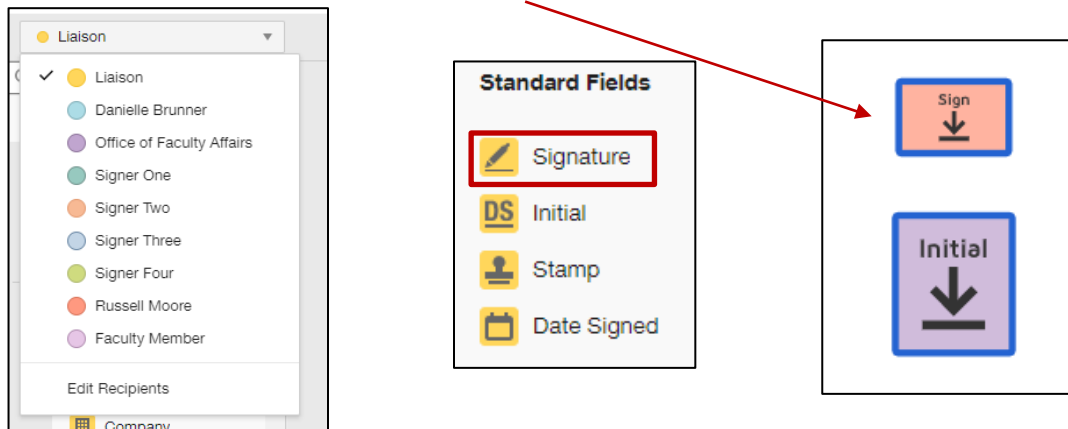 Liaison
Liaison
Danielle Brunner
Office of Faculty Affairs
Signer One
Signer Two
Signer Three
Signer Four
Russell Moore
Faculty Member
Edit Recipients
Company
Standard Fields
Signature
DS Initial
Stamp
Date Signed
Sign
Initial